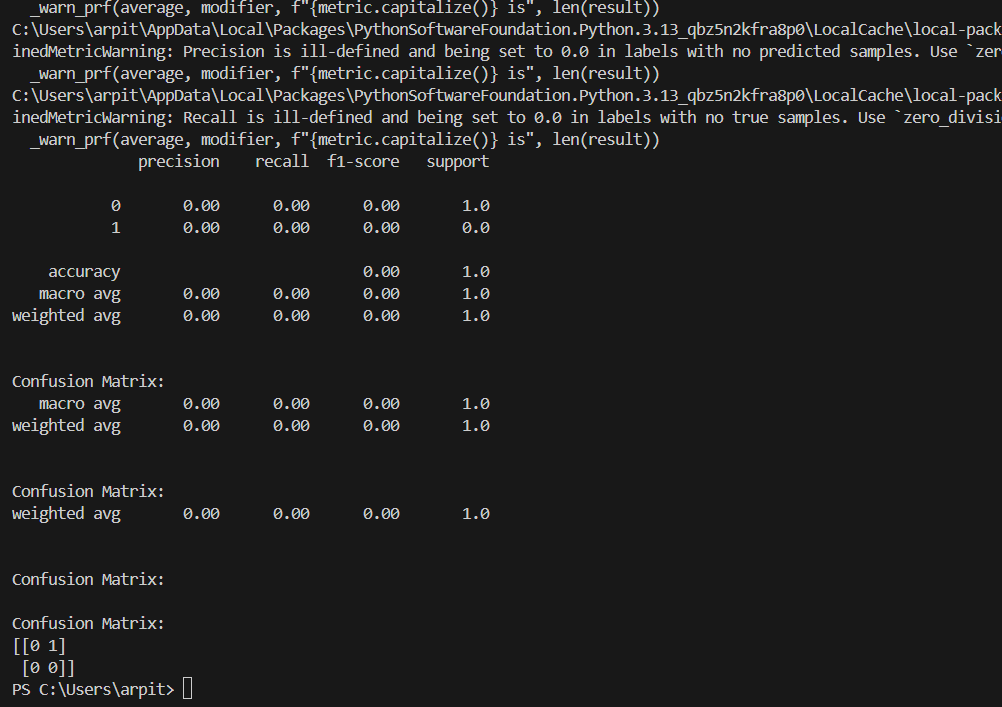 _warn_prf(average, modifier, f"{metric.capitalize()} is", len(result))
C:\Users\arpit\AppData\Local\Packages\PythonSoftwareFoundation.Python.3.13_qbz5n2kfra8p0\LocalCache\local-pack
inedMetricWarning: Precision is ill-defined and being set to 0.0 in labels with no predicted samples. Use `zer
_warn_prf(average, modifier, f"{metric.capitalize()} is", len(result))
C:\Users\arpit\AppData\Local\Packages\PythonSoftwareFoundation.Python.3.13_qbz5n2kfra8p0\LocalCache\local-pack
inedMetricWarning: Recall is ill-defined and being set to 0.0 in labels with no true samples. Use `zero_divisi
_warn_prf(average, modifier, f"{metric.capitalize()} is", len(result))
precision recall f1-score support
0 0.00 0.00 0.00 1.0
1 0.00 0.00 0.00 0.0
accuracy 0.00 1.0
macro avg 0.00 0.00 0.00 1.0
weighted avg 0.00 0.00 0.00 1.0
Confusion Matrix:
macro avg 0.00 0.00 0.00 1.0
weighted avg 0.00 0.00 0.00 1.0
Confusion Matrix:
weighted avg 0.00 0.00 0.00 1.0
Confusion Matrix:
Confusion Matrix:
[[0 1]
[0 0]]
PS C:\Users\arpit>